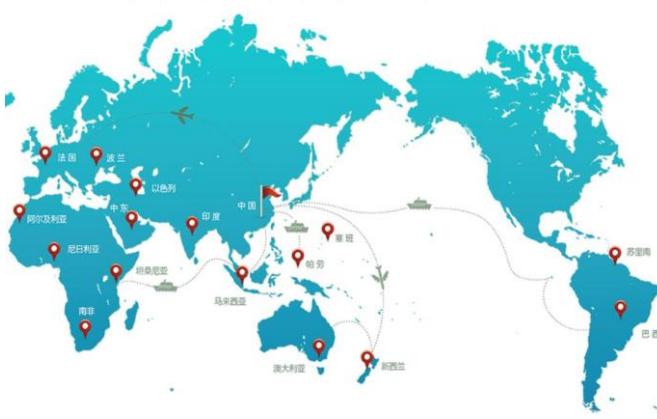 法国
波兰
以色列
中国
中东
印度
阿尔及利亚
塞班
尼日利亚
苏里南
帕劳
坦桑尼亚
马来西亚
南非
巴西
澳大利亚
新西兰